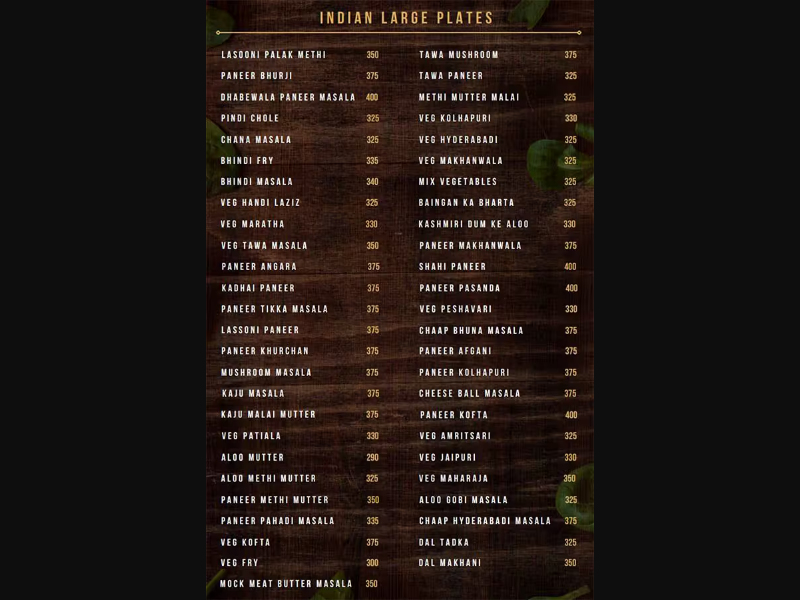 INDIAN LARGE PLATES
LASOONI PALAK METHI 350
PANEER BHURJI 375
DHABEWALA PANEER MASALA 400
PINDI CHOLE 325
CHANA MASALA 325
BHINDI FRY 335
BHINDI MASALA 340
VEG HANDI LAZIZ 325
VEG MARATHA 330
VEG TAWA MASALA 350
PANEER ANGARA 375
KADHAI PANEER 375
PANEER TIKKA MASALA 375
LASSONI PANEER 375
PANEER KHURCHAN 375
MUSHROOM MASALA 375
KAJU MASALA 375
KAJU MALAI MUTTER 375
VEG PATIALA 330
ALOO MUTTER 290
ALOO METHI MUTTER 325
PANEER METHI MUTTER 350
PANEER PAHADI MASALA 335
VEG KOFTA 375
VEG FRY 300
MOCK MEAT BUTTER MASALA 350
TAWA MUSHROOM 375
TAWA PANEER 325
METHI MUTTER MALAI 325
VEG KOLHAPURI 330
VEG HYDERABADI 325
VEG MAKHANWALA 325
MIX VEGETABLES 325
BAINGAN KA BHARTA 325
KASHMIRI DUM KE ALOO 330
PANEER MAKHANWALA 375
SHAHI PANEER 400
PANEER PASANDA 400
VEG PESHAVARI 330
CHAAP BHUNA MASALA 375
PANEER AFGANI 375
PANEER KOLHAPURI 375
CHEESE BALL MASALA 375
PANEER KOFTA 400
VEG AMRITSARI 325
VEG JAIPURI 330
VEG MAHARAJA 350
ALOO GOBI MASALA 325
CHAAP HYDERABADI MASALA 375
DAL TADKA 325
DAL MAKHANI 350